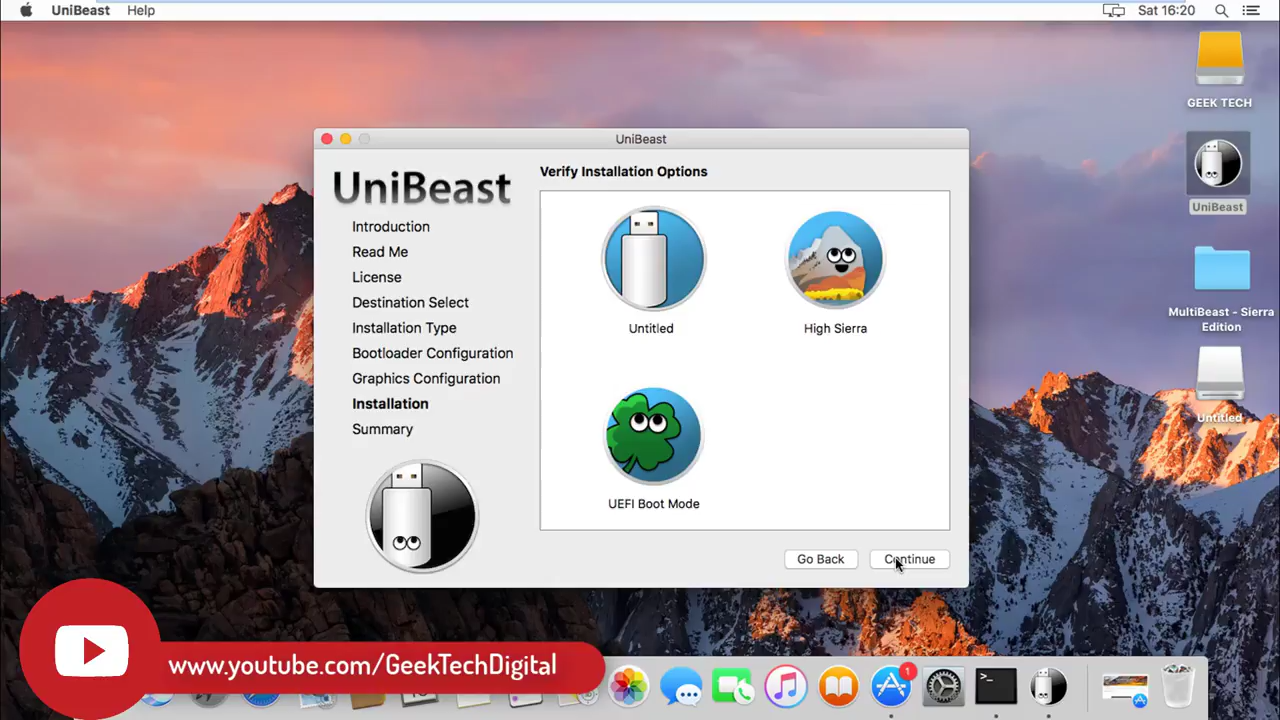 UniBeast Help
Sat 16:20
GEEK TECH
UniBeast
MultiBeast - Sierra
Edition
Untitled
UniBeast
UniBeast
Introduction
Read Me
License
Destination Select
Installation Type
Bootloader Configuration
Graphics Configuration
Installation
Summary
Verify Installation Options
Untitled
High Sierra
UEFI Boot Mode
Go Back
Continue
www.youtube.com/GeekTechDigital
1
>_